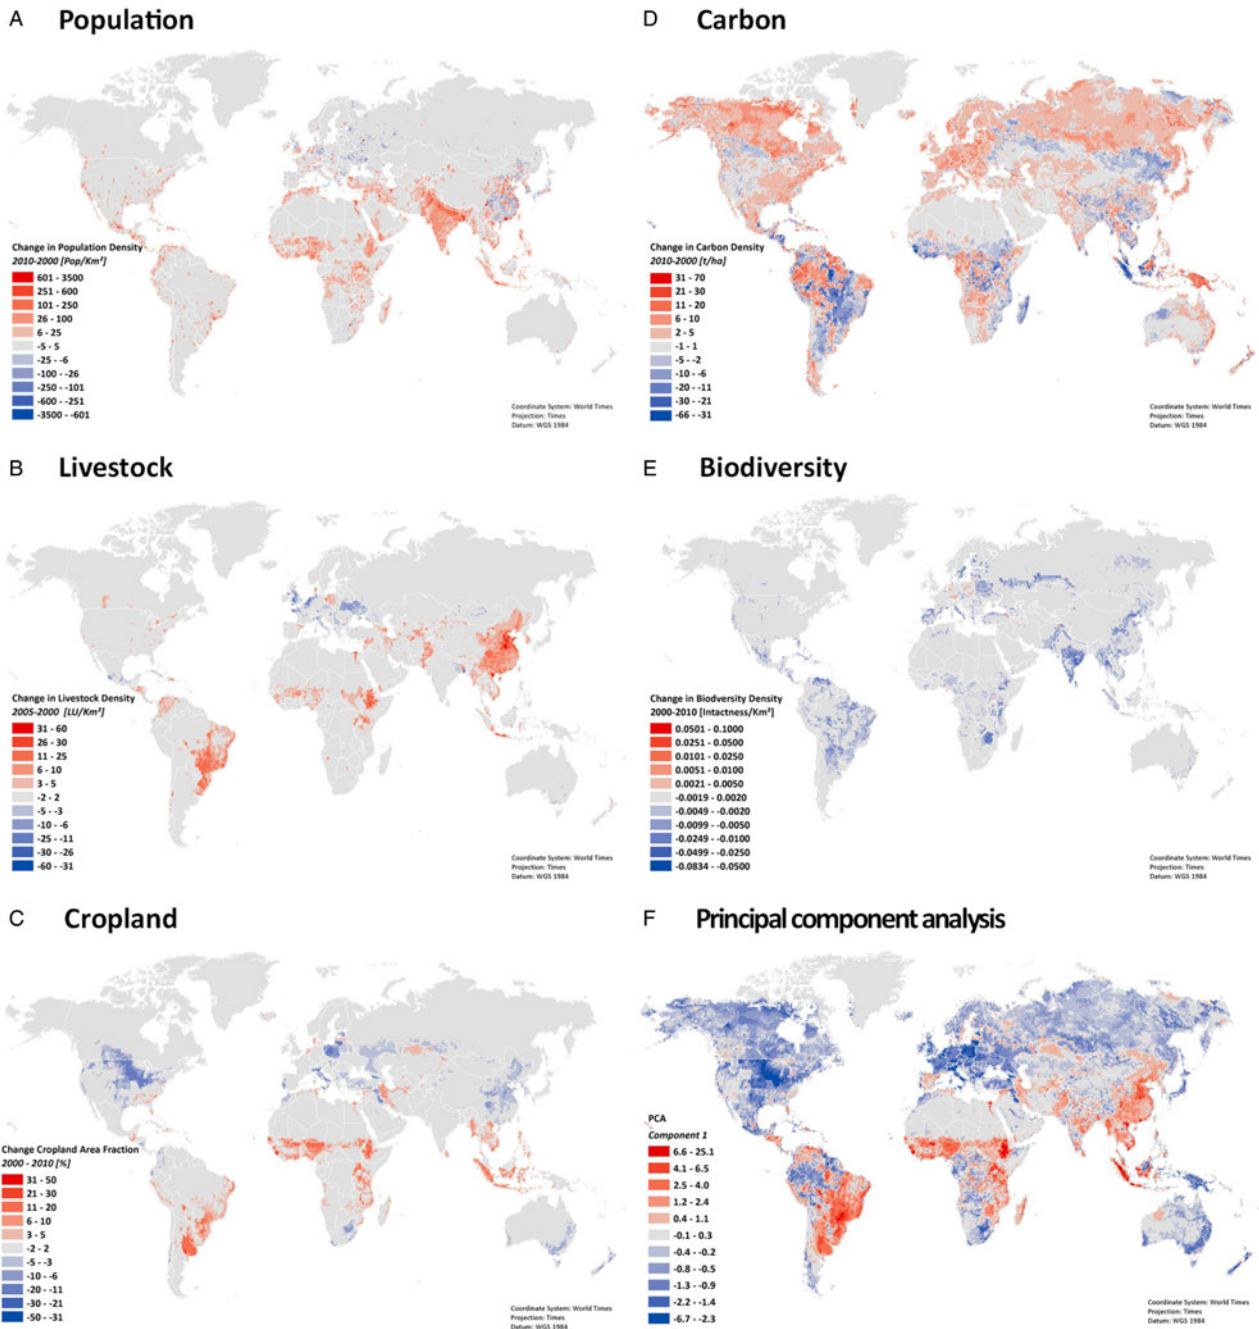 A Population
Change in Population Density
2010-2000 [Pop/Km²]
601 - 3500
251 - 600
101 - 250
26 - 100
6 - 25
-5 - 5
-25 - -6
-100 - -26
-250 - -101
-600 - -251
-3500 - -601
Coordinate System: World Times
Projection: Times
Datum: WGS 1984
D Carbon
Change in Carbon Density
2010-2000 [t/ha]
31 - 70
21 - 30
11 - 20
6 - 10
2 - 5
-1 - 1
-5 - -2
-10 - -6
-20 - -11
-30 - -21
-66 - -31
Coordinate System: World Times
Projection: Times
Datum: WGS 1984
B Livestock
Change in Livestock Density
2005-2000 [LU/Km²]
31 - 60
26 - 30
11 - 25
6 - 10
3 - 5
-2 - 2
-5 - -3
-10 - -6
-25 - -11
-30 - -26
-60 - -31
Coordinate System: World Times
Projection: Times
Datum: WGS 1984
E Biodiversity
Change in Biodiversity Density
2000-2010 [Intactness/Km²]
0.0501 - 0.1000
0.0251 - 0.0500
0.0101 - 0.0250
0.0051 - 0.0100
0.0021 - 0.0050
-0.0019 - 0.0020
-0.0049 - -0.0020
-0.0099 - -0.0050
-0.0249 - -0.0100
-0.0499 - -0.0250
-0.0834 - -0.0500
Coordinate System: World Times
Projection: Times
Datum: WGS 1984
C Cropland
Change Cropland Area Fraction
2000 - 2010 [%]
31 - 50
21 - 30
11 - 20
6 - 10
3 - 5
-2 - 2
-5 - -3
-10 - -6
-20 - -11
-30 - -21
-50 - -31
Coordinate System: World Times
Projection: Times
Datum: WGS 1984
F Principal component analysis
PCA
Component 1
6.6 - 25.1
4.1 - 6.5
2.5 - 4.0
1.2 - 2.4
0.4 - 1.1
-0.1 - 0.3
-0.4 - -0.2
-0.8 - -0.5
-1.3 - -0.9
-2.2 - -1.4
-6.7 - -2.3
Coordinate System: World Times
Projection: Times
Datum: WGS 1984